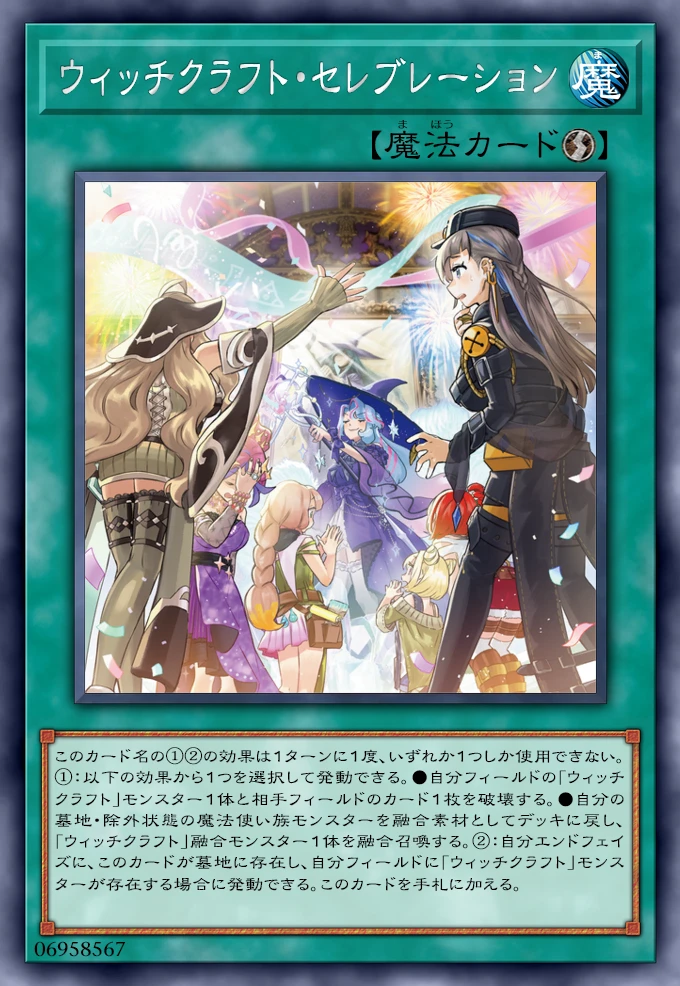 ウィッチクラフト・セレブレーション 魔
ま
ま ほう
【魔法カード】
このカード名の①②の効果は1ターンに1度、いずれか1つしか使用できない。
①：以下の効果から1つを選択して発動できる。●自分フィールドの「ウィッチ
クラフト」モンスター1体と相手フィールドのカード1枚を破壊する。●自分の
墓地・除外状態の魔法使い族モンスターを融合素材としてデッキに戻し、
「ウィッチクラフト」融合モンスター1体を融合召喚する。②：自分エンドフェイ
ズに、このカードが墓地に存在し、自分フィールドに「ウィッチクラフト」モンス
ターが存在する場合に発動できる。このカードを手札に加える。
06958567